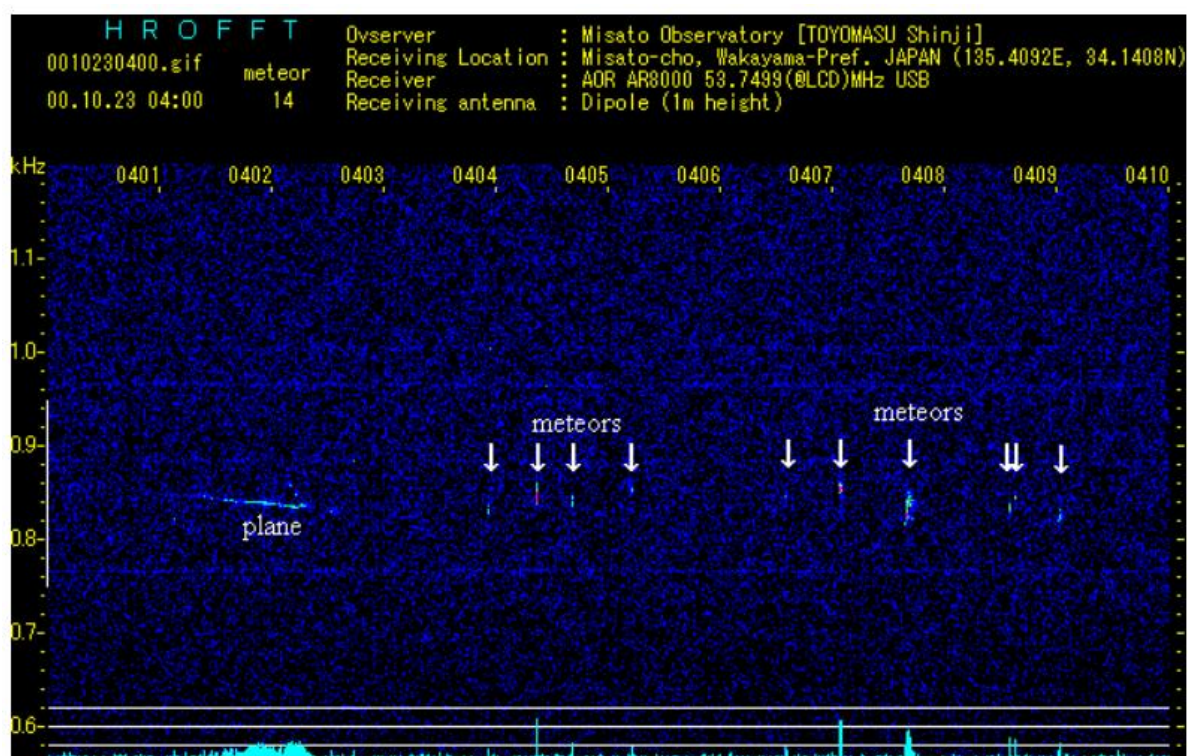 H R O F F T
0010230400.gif
meteor
00.10.23 04:00
14
Ovserver : Misato Observatory [TOYOMASU Shinji]
Receiving Location : Misato-cho, Wakayama-Pref. JAPAN (135.4092E, 34.1408N)
Receiver : AOR AR8000 53.7499(@LCD)MHz USB
Receiving antenna : Dipole (1m height)
kHz 0401 0402 0403 0404 0405 0406 0407 0408 0409 0410
1.1
1.0
meteors meteors
0.9
plane
0.8
0.7
0.6